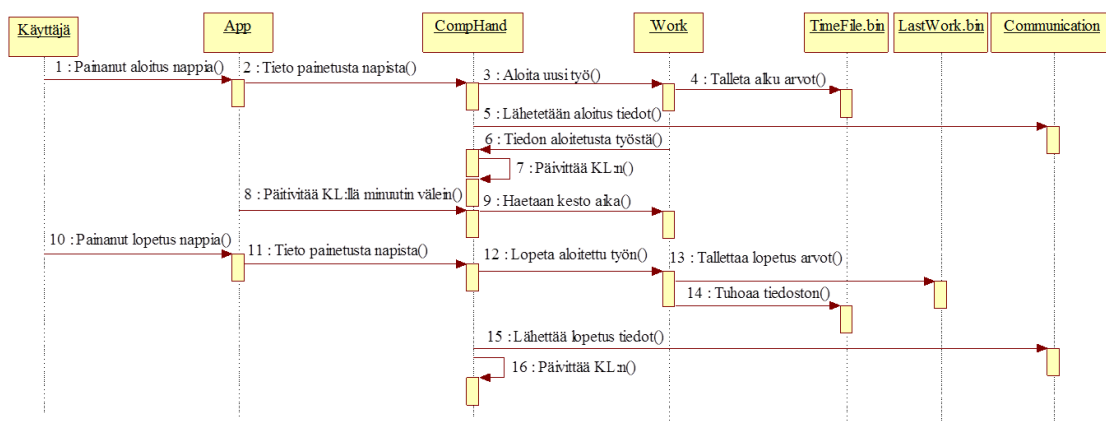 Käyttäjä
App
CompHand
Work
TimeFile.bin
LastWork.bin
Communication
1 : Painanut aloitus nappia()
2 : Tieto painetusta napista()
3 : Aloita uusi työ()
4 : Talleta alku arvot()
5 : Lähetetään aloitus tiedot()
6 : Tiedon aloitetusta työstä()
7 : Päivittää KL:n()
8 : Päitivitää KL:llä minuutin välein()
9 : Haetaan kesto aika()
10 : Painanut lopetus nappia()
11 : Tieto painetusta napista()
12 : Lopeta aloitettu työn()
13 : Tallettaa lopetus arvot()
14 : Tuhoaa tiedoston()
15 : Lähettää lopetus tiedot()
16 : Päivittää KL:n()